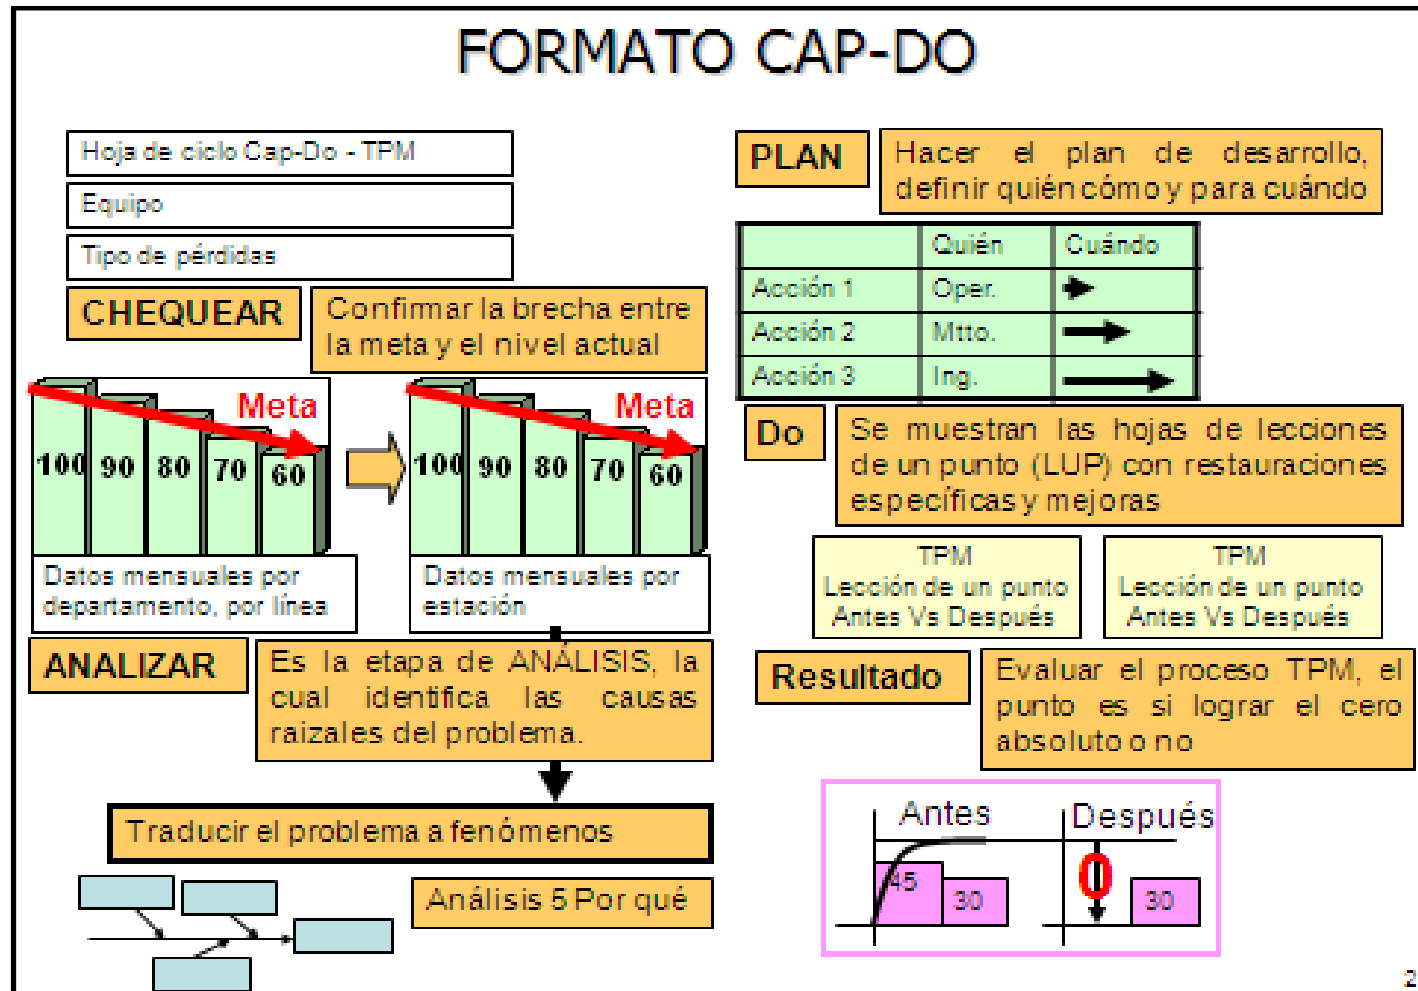 FORMATO CAP-DO
Hoja de ciclo Cap-Do - TPM
Equipo
Tipo de pérdidas
CHEQUEAR
Confirmar la brecha entre
la meta y el nivel actual
Meta
100 90 80 70 60
Datos mensuales por
departamento, por línea
Meta
100 90 80 70 60
Datos mensuales por
estación
ANALIZAR
Es la etapa de ANÁLISIS, la
cual identifica las causas
raizales del problema.
Traducir el problema a fenómenos
Análisis 5 Por qué
PLAN
Hacer el plan de desarrollo,
definir quién cómo y para cuándo
Quién Cuándo
Acción 1 Oper.
Acción 2 Mtto.
Acción 3 Ing.
Do
Se muestran las hojas de lecciones
de un punto (LUP) con restauraciones
específicas y mejoras
TPM
Lección de un punto
Antes Vs Después
TPM
Lección de un punto
Antes Vs Después
Resultado
Evaluar el proceso TPM, el
punto es si lograr el cero
absoluto o no
Antes
45 30
Después
0 30
2